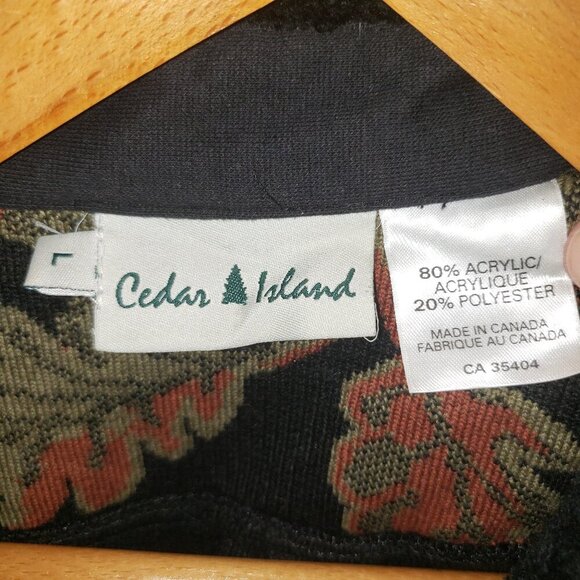 L
Cedar Island
80% ACRYLIC/
ACRYLIQUE
20% POLYESTER
MADE IN CANADA
FABRIQUE AU CANADA
CA 35404